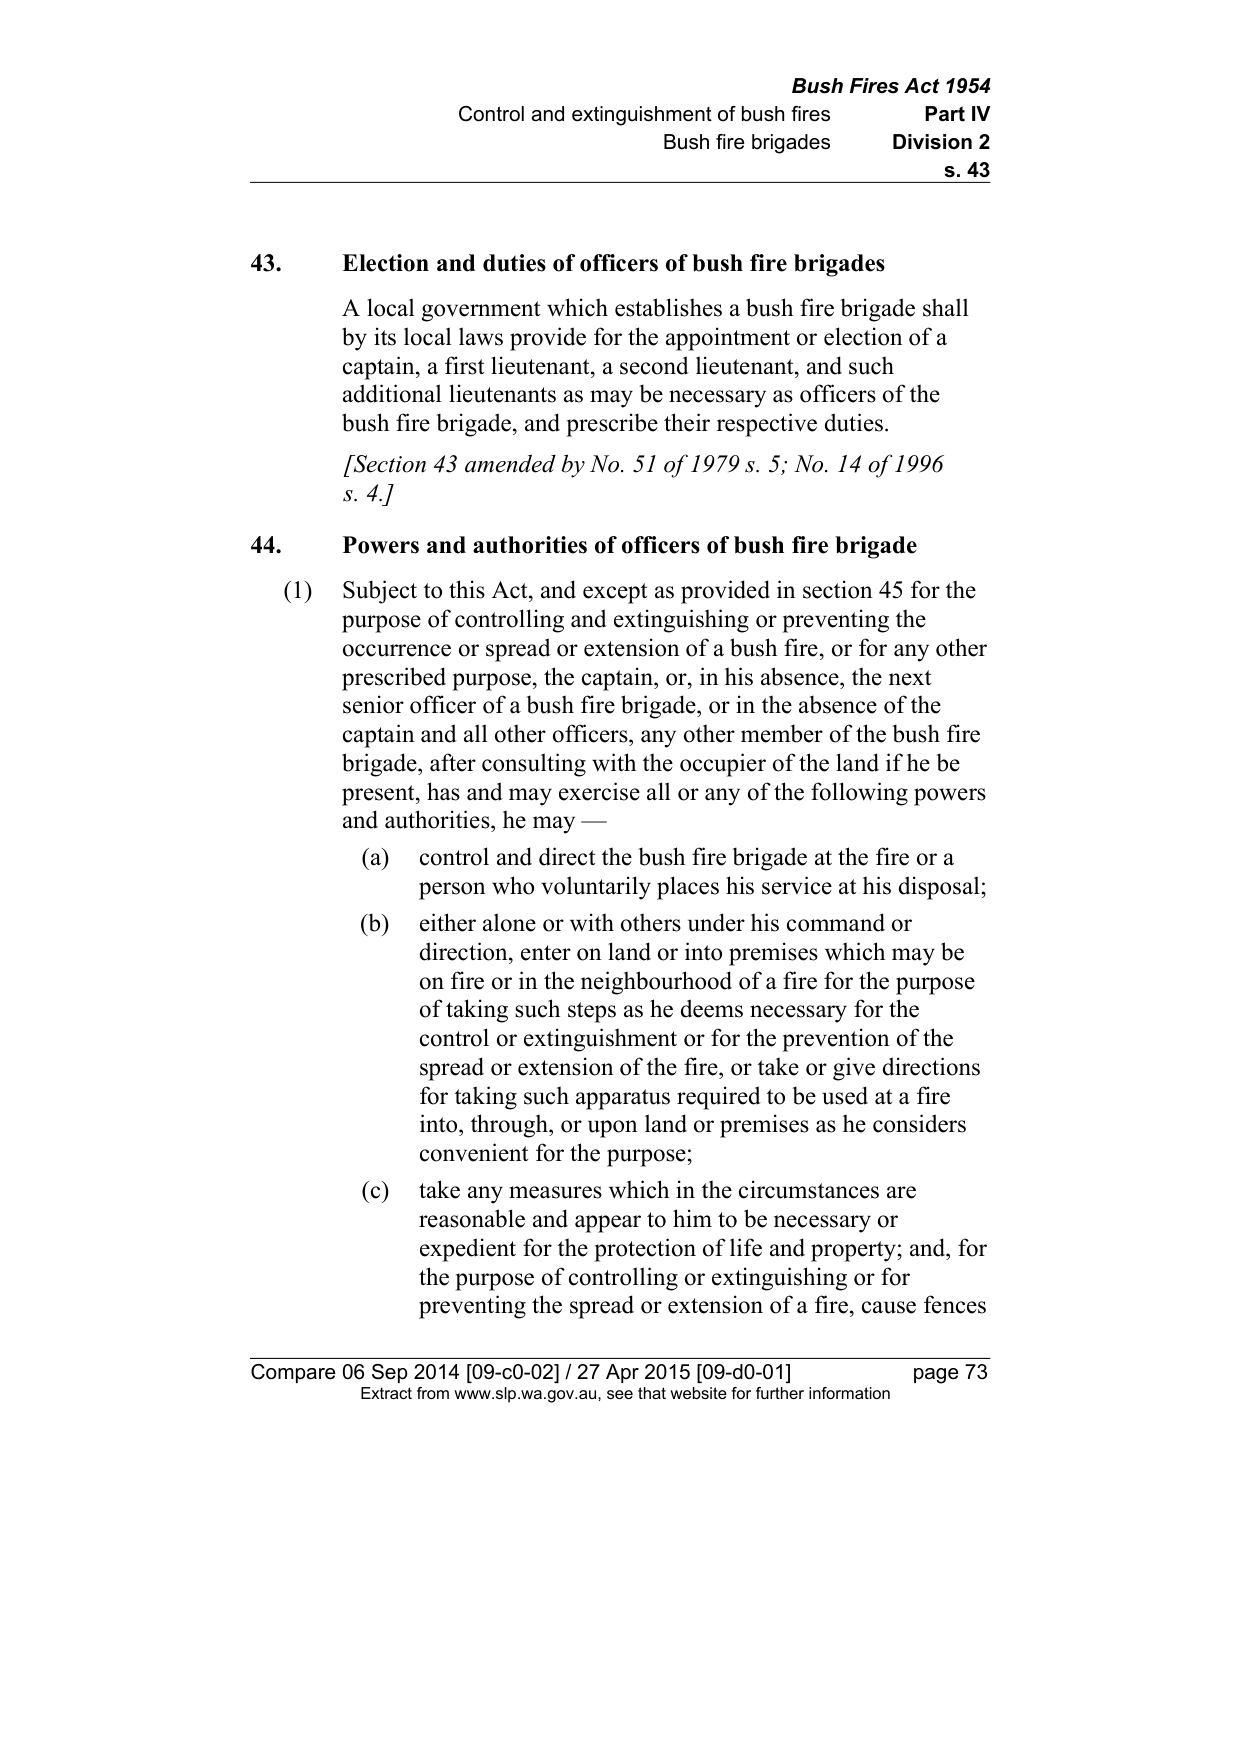 Bush Fires Act 1954
Control and extinguishment of bush fires Part IV
Bush fire brigades Division 2
s. 43
43. Election and duties of officers of bush fire brigades
A local government which establishes a bush fire brigade shall
by its local laws provide for the appointment or election of a
captain, a first lieutenant, a second lieutenant, and such
additional lieutenants as may be necessary as officers of the
bush fire brigade, and prescribe their respective duties.
[Section 43 amended by No. 51 of 1979 s. 5; No. 14 of 1996
s. 4.]
44. Powers and authorities of officers of bush fire brigade
(1) Subject to this Act, and except as provided in section 45 for the
purpose of controlling and extinguishing or preventing the
occurrence or spread or extension of a bush fire, or for any other
prescribed purpose, the captain, or, in his absence, the next
senior officer of a bush fire brigade, or in the absence of the
captain and all other officers, any other member of the bush fire
brigade, after consulting with the occupier of the land if he be
present, has and may exercise all or any of the following powers
and authorities, he may —
(a) control and direct the bush fire brigade at the fire or a
person who voluntarily places his service at his disposal;
(b) either alone or with others under his command or
direction, enter on land or into premises which may be
on fire or in the neighbourhood of a fire for the purpose
of taking such steps as he deems necessary for the
control or extinguishment or for the prevention of the
spread or extension of the fire, or take or give directions
for taking such apparatus required to be used at a fire
into, through, or upon land or premises as he considers
convenient for the purpose;
(c) take any measures which in the circumstances are
reasonable and appear to him to be necessary or
expedient for the protection of life and property; and, for
the purpose of controlling or extinguishing or for
preventing the spread or extension of a fire, cause fences
Compare 06 Sep 2014 [09-c0-02] / 27 Apr 2015 [09-d0-01] page 73
Extract from www.slp.wa.gov.au, see that website for further information